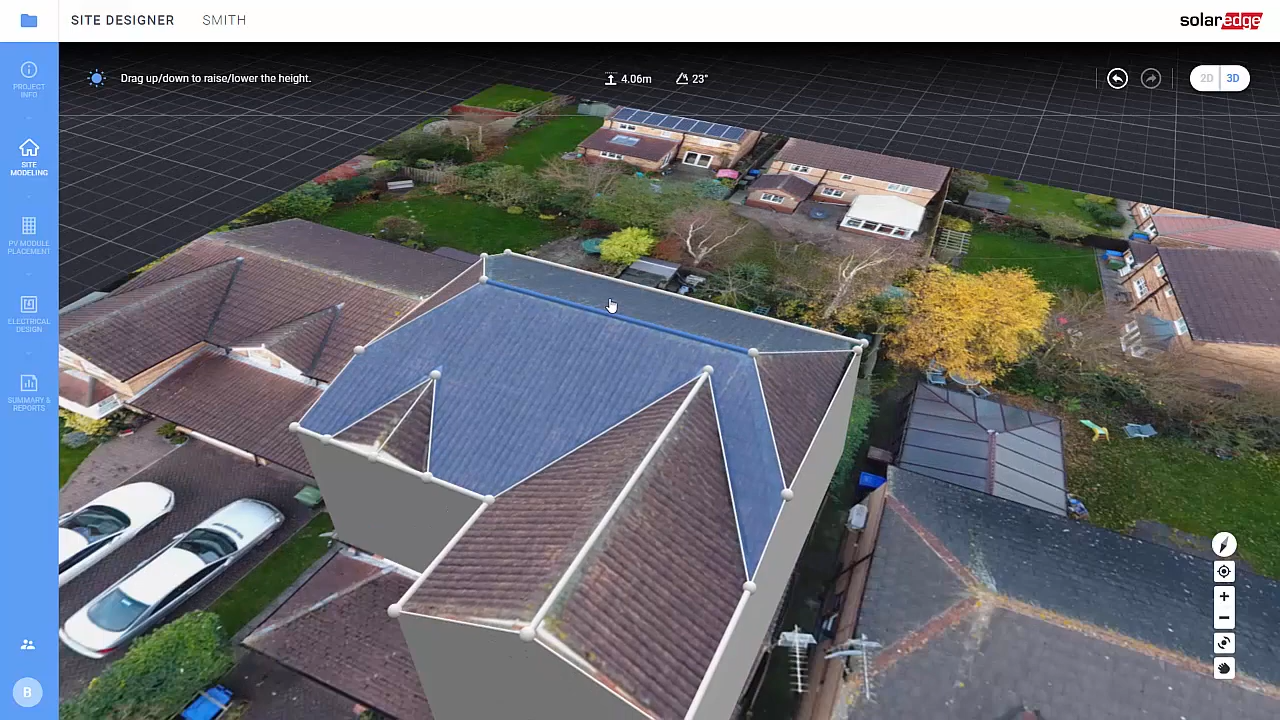 SITE DESIGNER SMITH
solaredge
Drag up/down to raise/lower the height.
4.06m 23°
2D 3D
PROJECT
INFO
SITE
MODELING
PV MODULE
PLACEMENT
ELECTRICAL
DESIGN
SUMMARY &
REPORTS
B